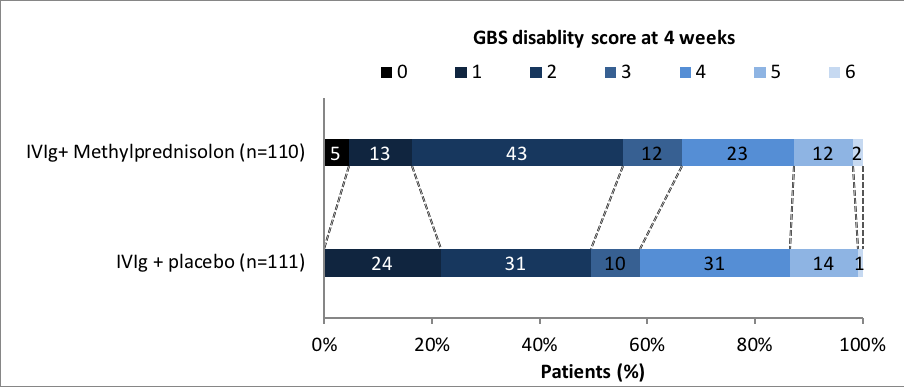 GBS disablity score at 4 weeks
0 1 2 3 4 5 6
IVIg+ Methylprednisolon (n=110)
5 13 43 12 23 12 2
IVIg + placebo (n=111)
24 31 10 31 14 1
0% 20% 40% 60% 80% 100%
Patients (%)